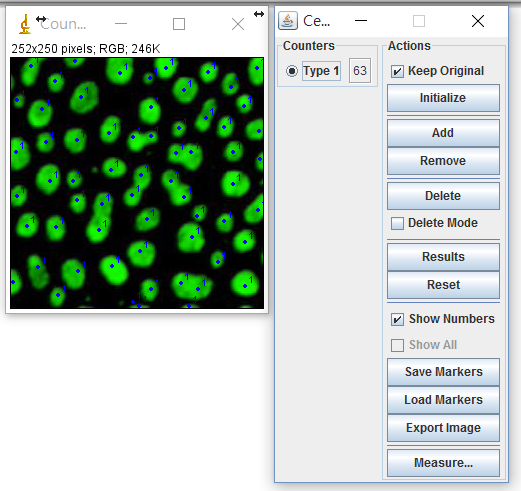 Coun...
252x250 pixels; RGB; 246K
Ce...
Counters
Type 1
63
Actions
Keep Original
Initialize
Add
Remove
Delete
Delete Mode
Results
Reset
Show Numbers
Show All
Save Markers
Load Markers
Export Image
Measure...